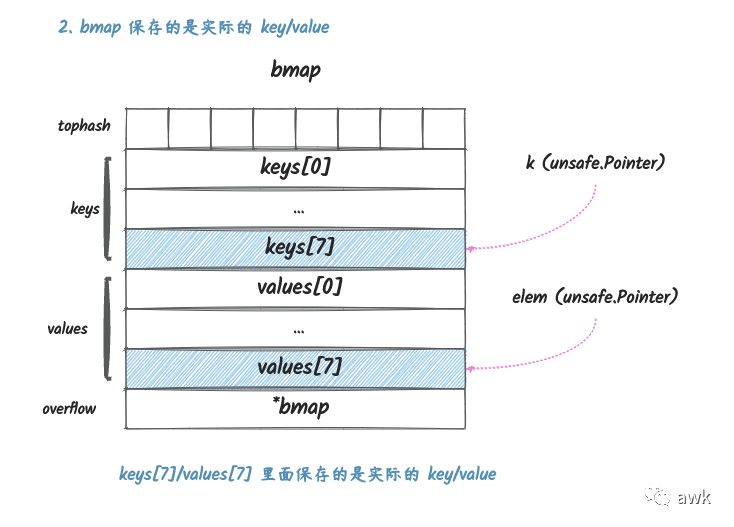 2. bmap 保存的是实际的 key/value
bmap
tophash
keys[0]
k (unsafe.Pointer)
keys
...
keys[7]
values[0]
elem (unsafe.Pointer)
values
...
values[7]
overflow
*bmap
keys[7]/values[7] 里面保存的是实际的 key/value
awk